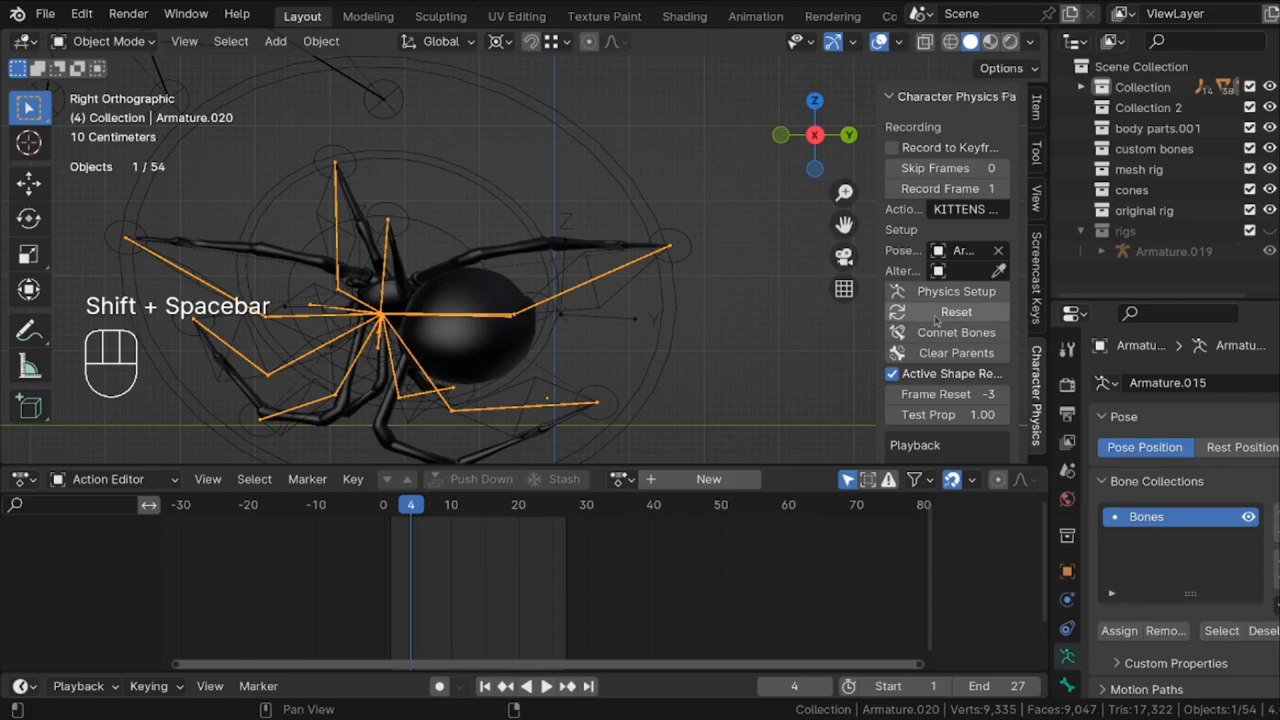 File Edit Render Window Help Layout Modeling Sculpting UV Editing Texture Paint Shading Animation Rendering Co Scene ViewLayer
Object Mode View Select Add Object Global
Options
Right Orthographic
(4) Collection | Armature.020
10 Centimeters
Objects 1 / 54
Shift + Spacebar
Z
X
Y
Z
Y
Character Physics Pa
Recording
Record to Keyfr...
Skip Frames 0
Record Frame 1
Actio... KITTENS ...
Setup
Pose... Ar...
Alter...
Physics Setup
Reset
Connet Bones
Clear Parents
Active Shape Re...
Frame Reset -3
Test Prop 1.00
Playback
Item
Tool
View
Screencast Keys
Character Physics
Scene Collection
Collection 14 38
Collection 2
body parts.001
custom bones
mesh rig
cones
original rig
rigs
Armature.019
Armatu... Armatu...
Armature.015
Pose
Pose Position Rest Position
Bone Collections
Bones
Assign Remo... Select Desel
Custom Properties
Motion Paths
Action Editor View Select Marker Key Push Down Stash New
-30 -20 -10 0 4 10 20 30 40 50 60 70 80
Playback Keying View Marker 4 Start 1 End 27
Pan View Collection | Armature.020 | Verts:9,335 | Faces:9,047 | Tris:17,322 | Objects:1/54 | 4.